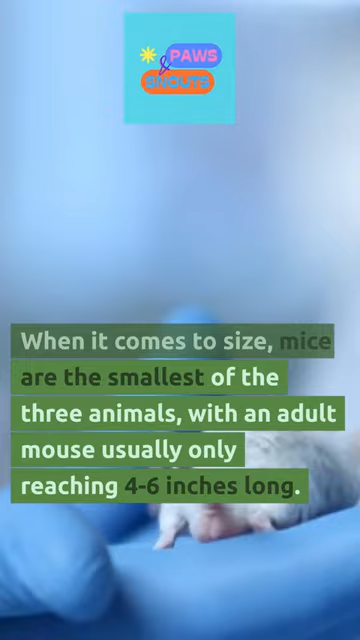 PAWS
&
SNOUTS
When it comes to size, mice
are the smallest of the
three animals, with an adult
mouse usually only
reaching 4-6 inches long.